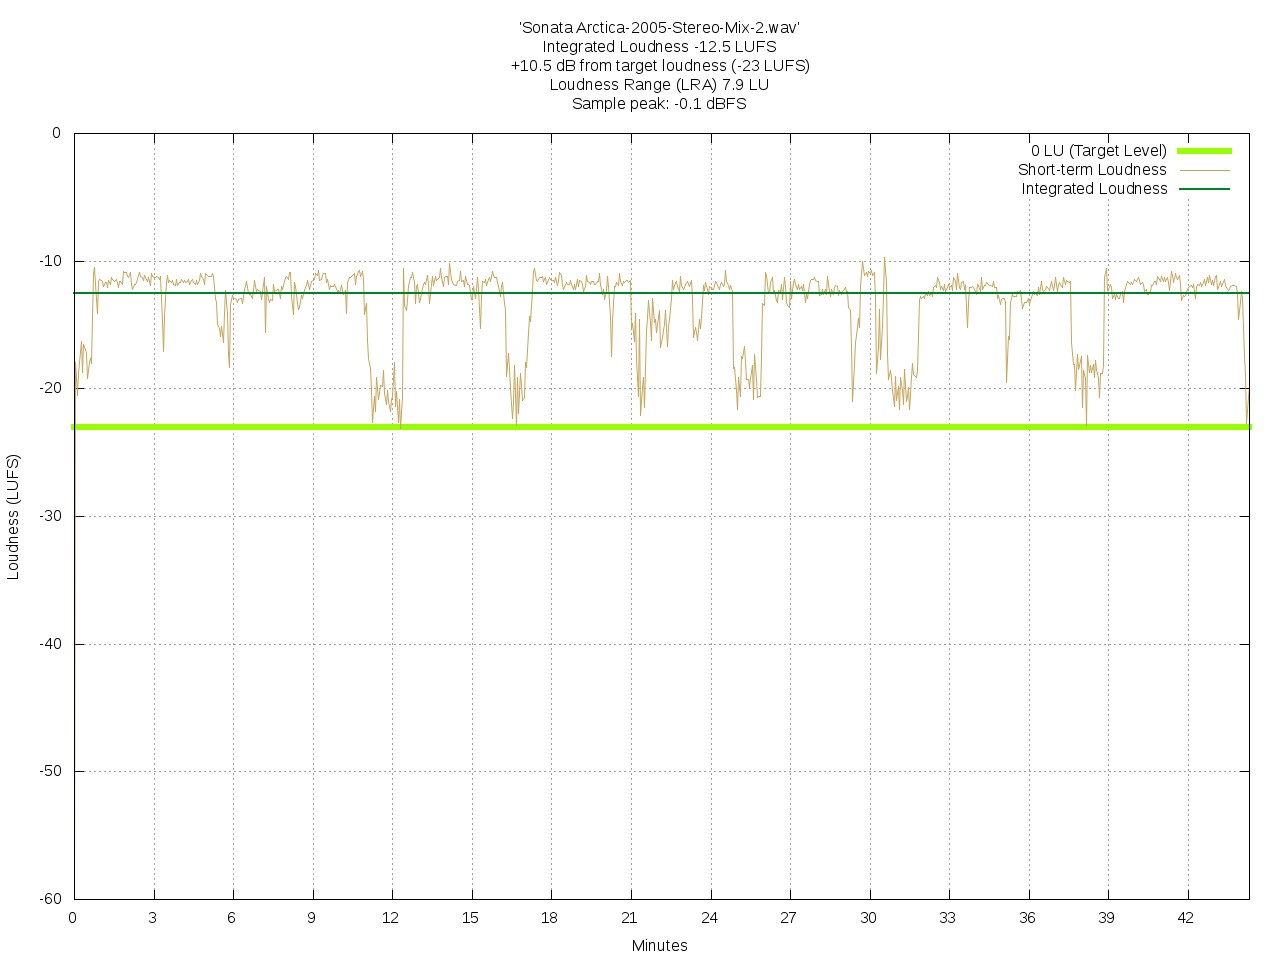 'Sonata Arctica-2005-Stereo-Mix-2.wav'
Integrated Loudness -12.5 LUFS
+10.5 dB from target loudness (-23 LUFS)
Loudness Range (LRA) 7.9 LU
Sample peak: -0.1 dBFS
0 LU (Target Level)
Short-term Loudness
Integrated Loudness
Loudness (LUFS)
0
-10
-20
-30
-40
-50
-60
0 3 6 9 12 15 18 21 24 27 30 33 36 39 42
Minutes